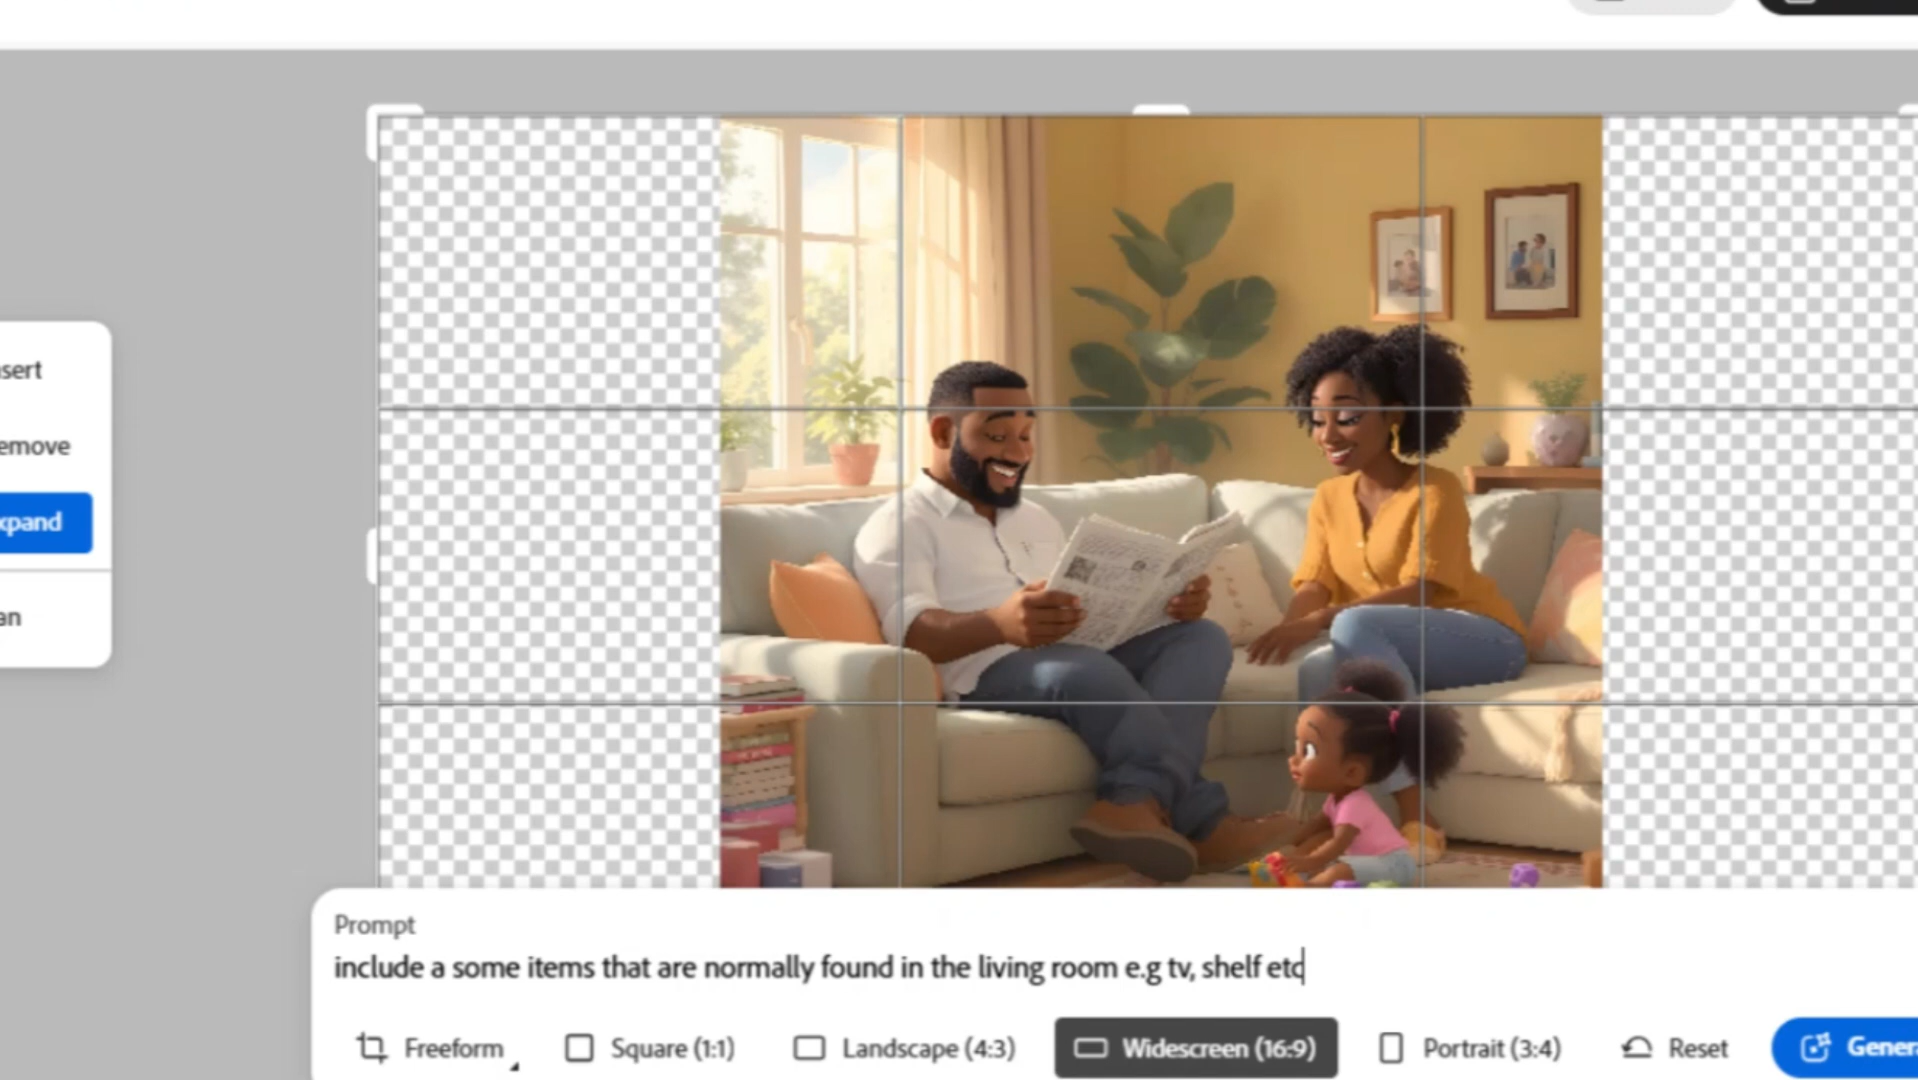 sert
emove
xpand
an
Prompt
include a some items that are normally found in the living room e.g tv, shelf etc
Freeform
Square (1:1)
Landscape (4:3)
Widescreen (16:9)
Portrait (3:4)
Reset
Genera